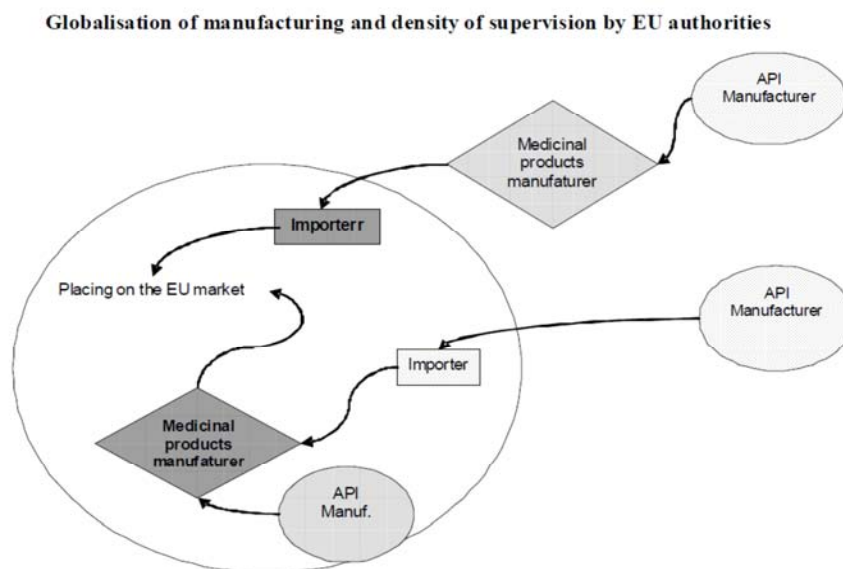 Globalisation of manufacturing and density of supervision by EU authorities
API
Manufacturer
Medicinal
products
manufaturer
Importerr
Placing on the EU market
API
Manufacturer
Importer
Medicinal
products
manufaturer
API
Manuf.